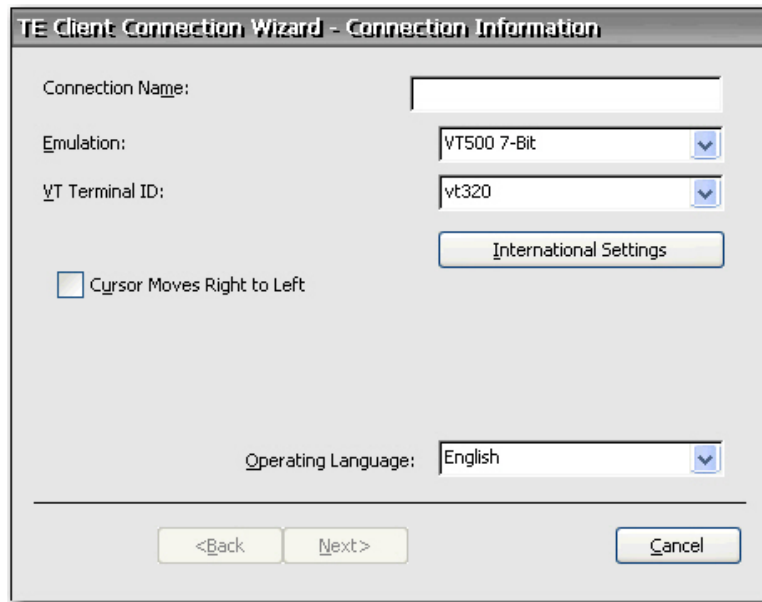 TE Client Connection Wizard - Connection Information
Connection Name:
Emulation: VT500 7-Bit
VT Terminal ID: vt320
International Settings
Cursor Moves Right to Left
Operating Language: English
<Back Next> Cancel